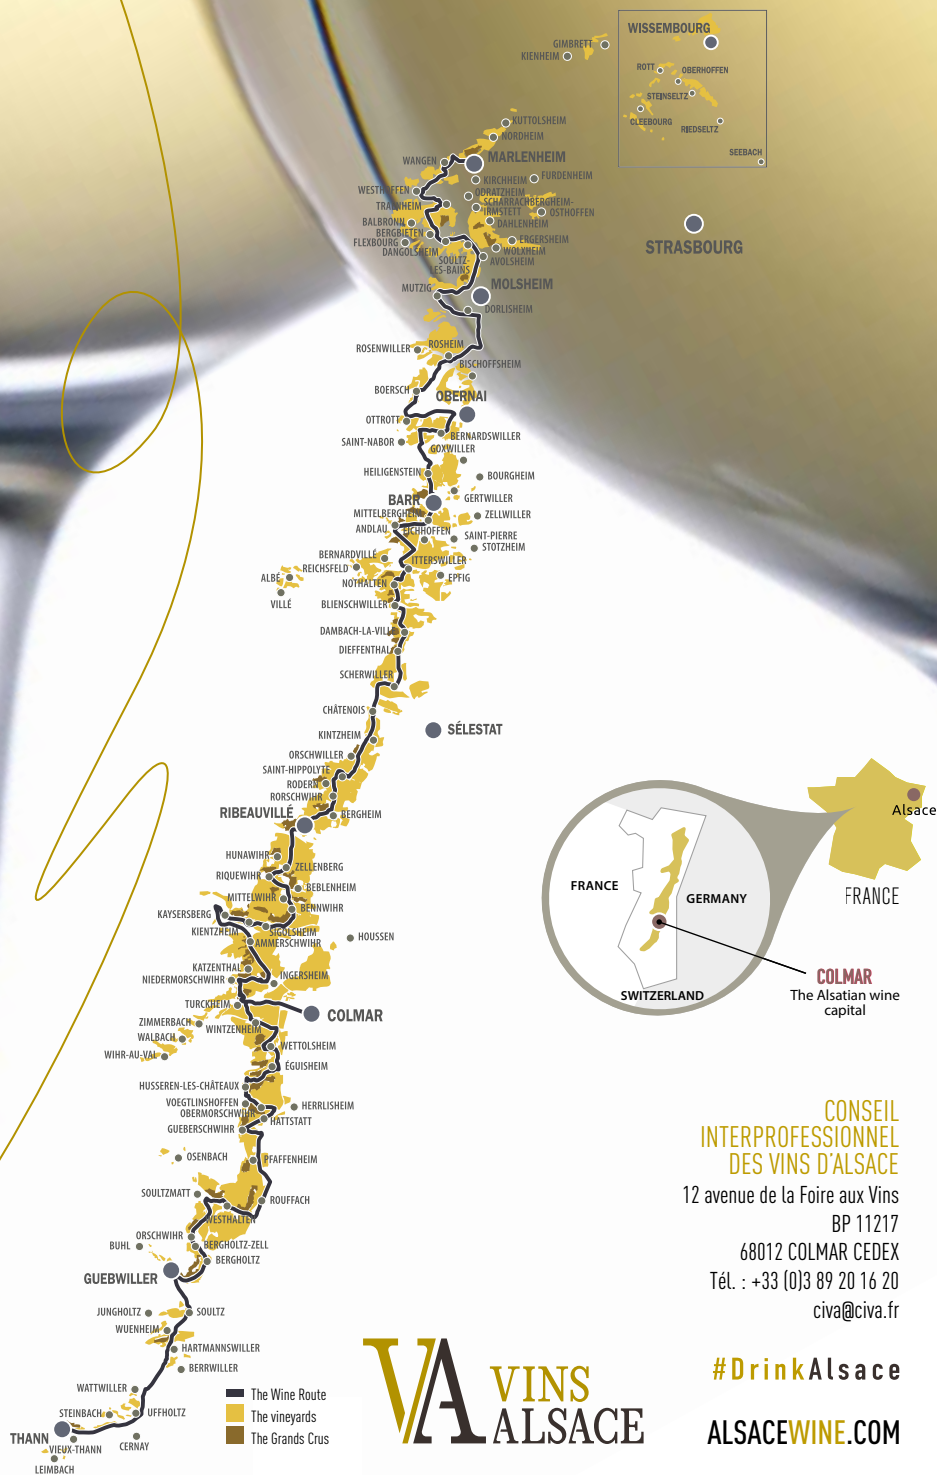 WISSEMBOURG
GIMBRETT
KIENHEIM
ROTT
OBERHOFFEN
STEINSELTZ
CLEEBOURG
RIEDSELTZ
SEEBACH
KUTTOLSHEIM
NORDHEIM
WANGEN
MARLENHEIM
KIRCHHEIM
FURDENHEIM
WESTHOFFEN
ODRATZHEIM
TRAENHEIM
SCHARRACHBERGHEIM-
IRMSTETT
OSTHOFFEN
BALBRONN
DAHLENHEIM
BERGBIETEN
FLEXBOURG
ERGERSHEIM
DANGOLSHEIM
WOLXHEIM
STRASBOURG
SOULTZ-
LES-BAINS
AVOLSHEIM
MUTZIG
MOLSHEIM
DORLISHEIM
ROSENWILLER
ROSHEIM
BISCHOFFSHEIM
BOERSCH
OBERNAI
OTTROTT
SAINT-NABOR
BERNARDSWILLER
GOXWILLER
HEILIGENSTEIN
BOURGHEIM
BARR
GERTWILLER
MITTELBERGHEIM
ZELLWILLER
ANDLAU
EICHHOFFEN
SAINT-PIERRE
STOTZHEIM
BERNARDVILLÉ
REICHSFELD
ITTERSWILLER
ALBÉ
NOTHALTEN
EPFIG
VILLÉ
BLIENSCHWILLER
DAMBACH-LA-VILLE
DIEFFENTHAL
SCHERWILLER
CHÂTENOIS
SÉLESTAT
KINTZHEIM
ORSCHWILLER
SAINT-HIPPOLYTE
RODERN
RORSCHWIHR
RIBEAUVILLÉ
BERGHEIM
HUNAWIHR
ZELLENBERG
RIQUEWIHR
BEBLENHEIM
MITTELWIHR
BENNWIHR
KAYSERSBERG
KIENTZHEIM
SIGOLSHEIM
AMMERSCHWIHR
HOUSSEN
KATZENTHAL
NIEDERMORSCHWIHR
INGERSHEIM
TURCKHEIM
COLMAR
ZIMMERBACH
WINTZENHEIM
WALBACH
WETTOLSHEIM
WIHR-AU-VAL
ÉGUISHEIM
HUSSEREN-LES-CHÂTEAUX
VOEGTLINSHOFFEN
HERRLISHEIM
OBERMORSCHWIHR
HATTSTATT
GUEBERSCHWIHR
OSENBACH
PFAFFENHEIM
SOULTZMATT
ROUFFACH
WESTHALTEN
ORSCHWIHR
BUHL
BERGHOLTZ-ZELL
BERGHOLTZ
GUEBWILLER
JUNGHOLTZ
SOULTZ
WUENHEIM
HARTMANNSWILLER
BERRWILLER
WATTWILLER
STEINBACH
UFFHOLTZ
THANN
VIEUX-THANN
CERNAY
LEIMBACH
The Wine Route
The vineyards
The Grands Crus
FRANCE
GERMANY
SWITZERLAND
Alsace
FRANCE
COLMAR
The Alsatian wine
capital
CONSEIL
INTERPROFESSIONNEL
DES VINS D'ALSACE
12 avenue de la Foire aux Vins
BP 11217
68012 COLMAR CEDEX
Tél. : +33 (0)3 89 20 16 20
civa@civa.fr
VA VINS
ALSACE
#DrinkAlsace
ALSACEWINE.COM